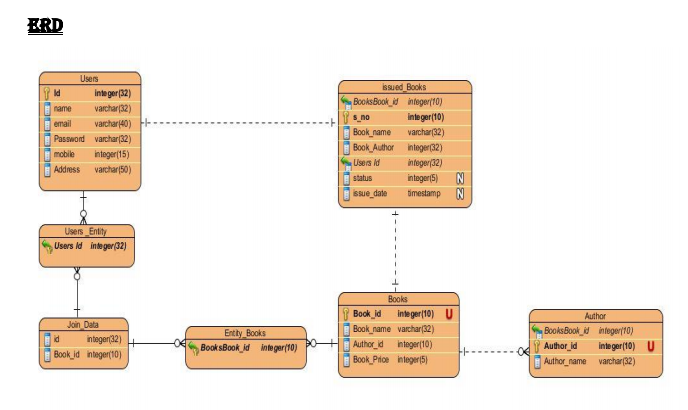 ERD
Users
Id integer(32)
name varchar(32)
email varchar(40)
Password varchar(32)
mobile integer(15)
Address varchar(50)
issued_Books
BooksBook_id integer(10)
s_no integer(10)
Book_name varchar(32)
Book_Author integer(32)
Users Id integer(32)
status integer(5) N
issue_date timestamp N
Users_Entity
Users Id integer(32)
Join_Data
id integer(32)
Book_id integer(10)
Entity_Books
BooksBook_id integer(10)
Books
Book_id integer(10) U
Book_name varchar(32)
Author_id integer(10)
Book_Price integer(5)
Author
BooksBook_id integer(10)
Author_id integer(10) U
Author_name varchar(32)